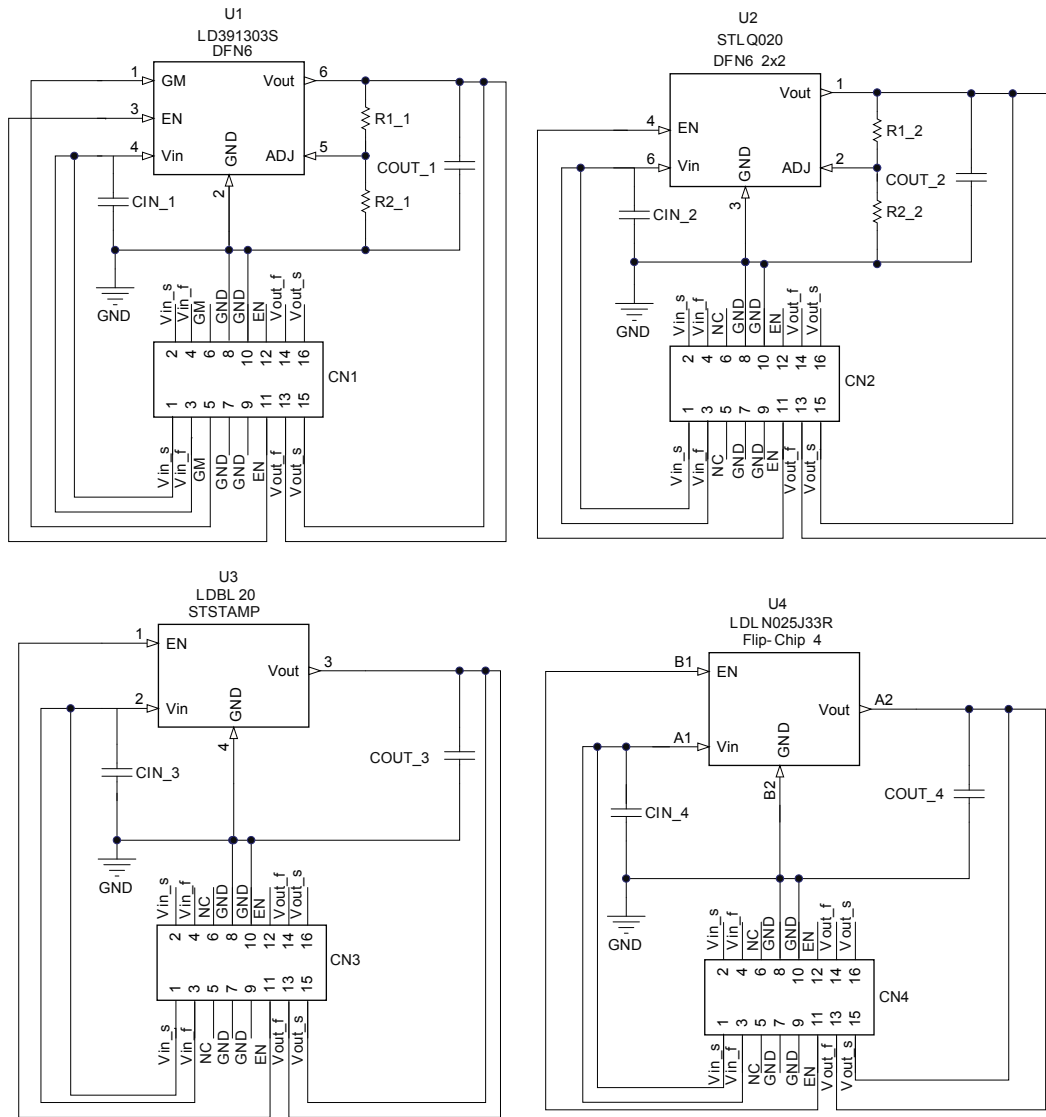 U1
LD391303S
DFN6
1
GM
Vout
6
3
EN
R1_1
4
Vin
GND
ADJ
5
2
COUT_1
CIN_1
R2_1
GND
Vin_s
Vin_f
GM
GND
GND
EN
Vout_f
Vout_s
2 4 6 8 10 12 14 16
CN1
1 3 5 7 9 11 13 15
Vin_s
Vin_f
GM
GND
GND
EN
Vout_f
Vout_s
U2
STLQ020
DFN6 2x2
Vout
1
4
EN
R1_2
6
Vin
GND
ADJ
2
3
COUT_2
CIN_2
R2_2
GND
Vin_s
Vin_f
NC
GND
GND
EN
Vout_f
Vout_s
2 4 6 8 10 12 14 16
CN2
1 3 5 7 9 11 13 15
Vin_s
Vin_f
NC
GND
GND
EN
Vout_f
Vout_s
U3
LDBL20
STSTAMP
1
EN
Vout
3
2
Vin
GND
4
COUT_3
CIN_3
GND
Vin_s
Vin_f
NC
GND
GND
EN
Vout_f
Vout_s
2 4 6 8 10 12 14 16
CN3
1 3 5 7 9 11 13 15
Vin_s
Vin_f
NC
GND
GND
EN
Vout_f
Vout_s
U4
LDLN025J33R
Flip-Chip 4
B1
EN
Vout
A2
A1
Vin
GND
B2
COUT_4
CIN_4
GND
Vin_s
Vin_f
NC
GND
GND
EN
Vout_f
Vout_s
2 4 6 8 10 12 14 16
CN4
1 3 5 7 9 11 13 15
Vin_s
Vin_f
NC
GND
GND
EN
Vout_f
Vout_s